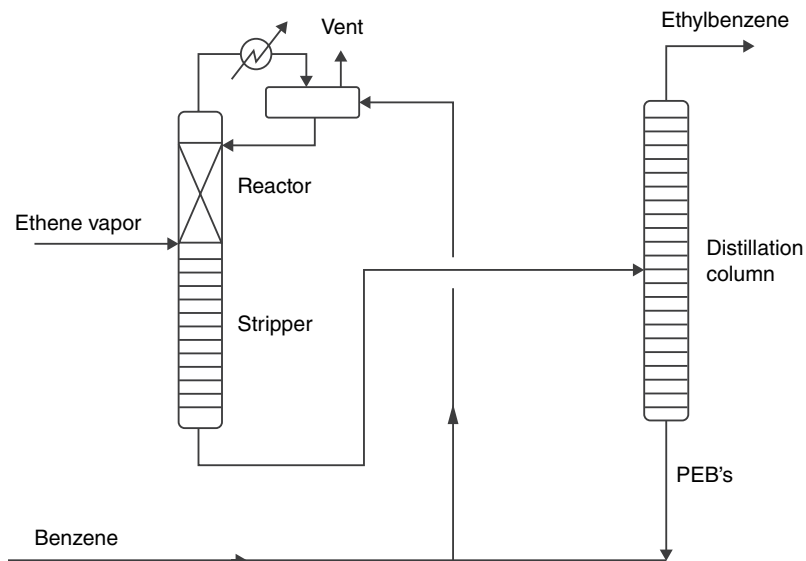 Ethylbenzene
Vent
Reactor
Ethene vapor
Distillation
column
Stripper
PEB's
Benzene